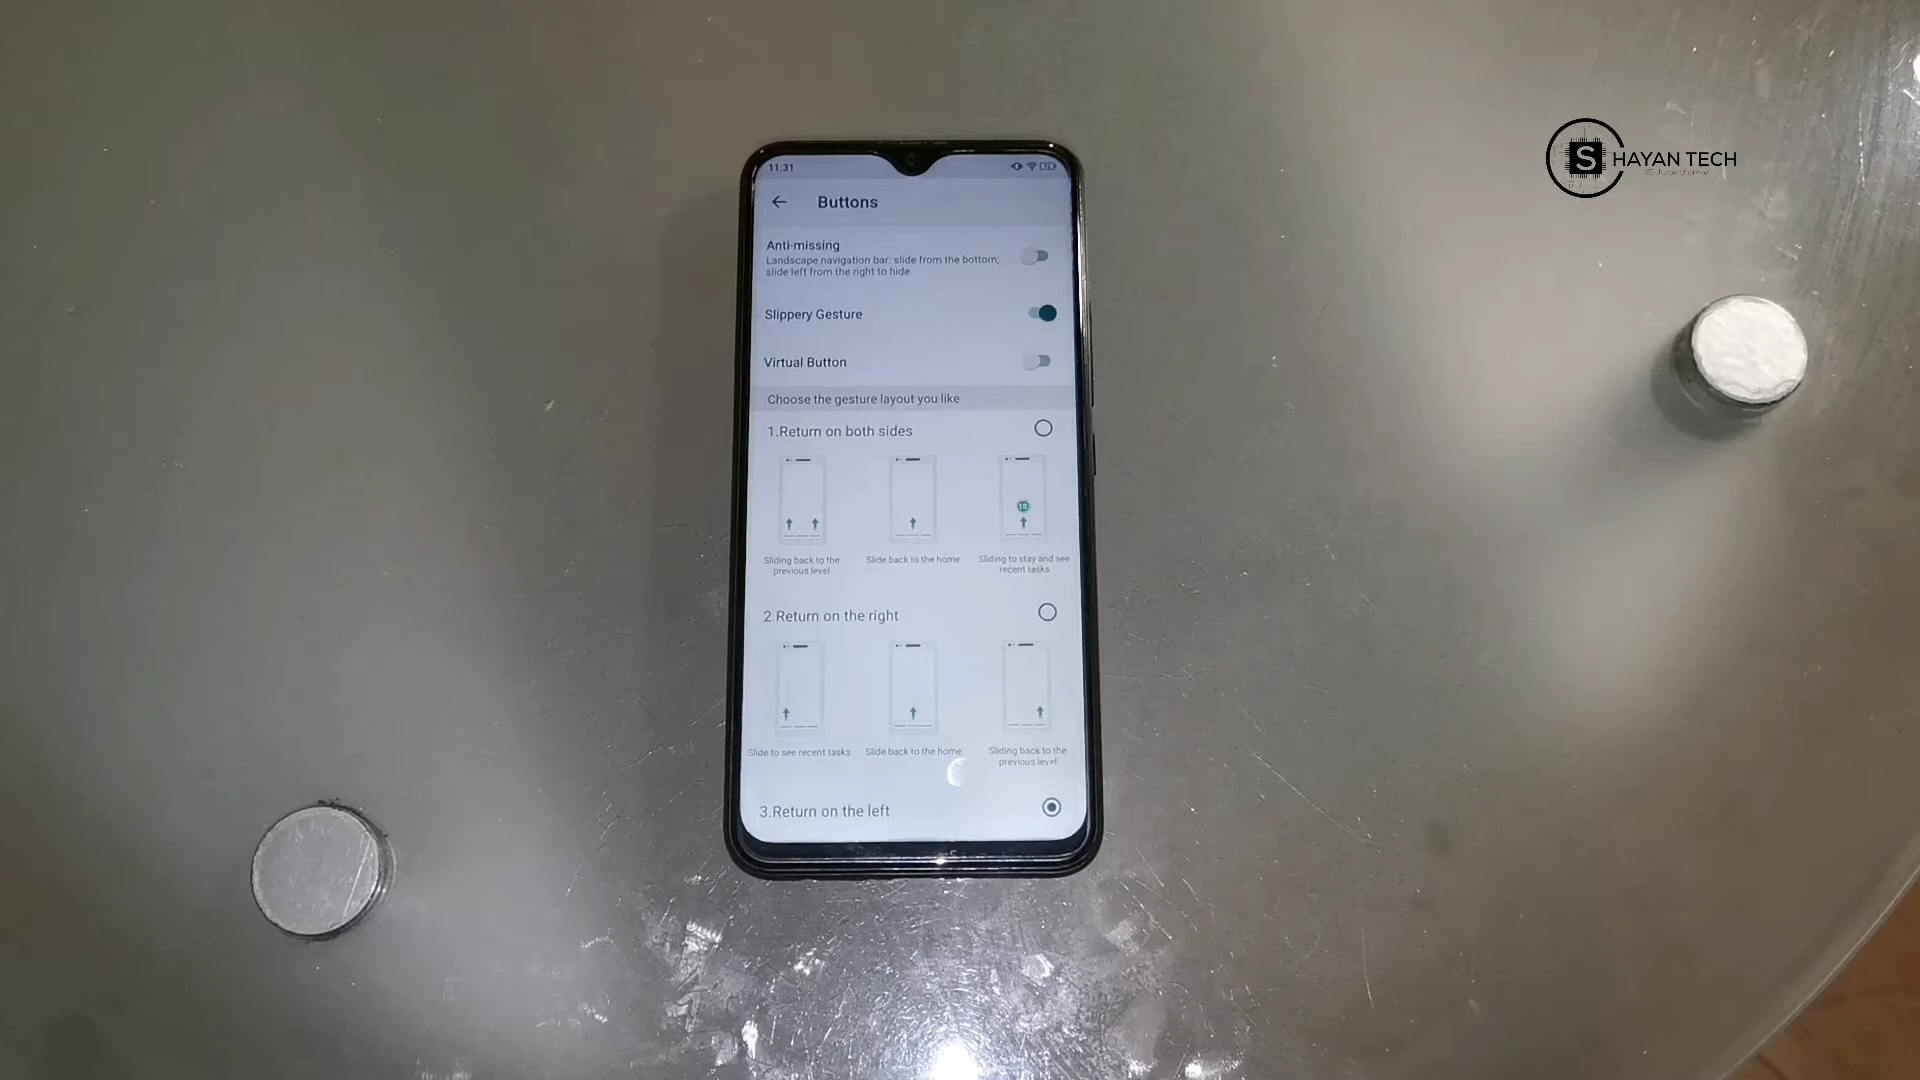 11:31
Buttons
Anti-missing
Landscape navigation bar: slide from the bottom;
slide left from the right to hide
Slippery Gesture
Virtual Button
Choose the gesture layout you like
1.Return on both sides
1S
Sliding back to the
previous level
Slide back to the home
Sliding to stay and see
recent tasks
2.Return on the right
Slide to see recent tasks
Slide back to the home
Sliding back to the
previous level
3.Return on the left
S
HAYAN TECH